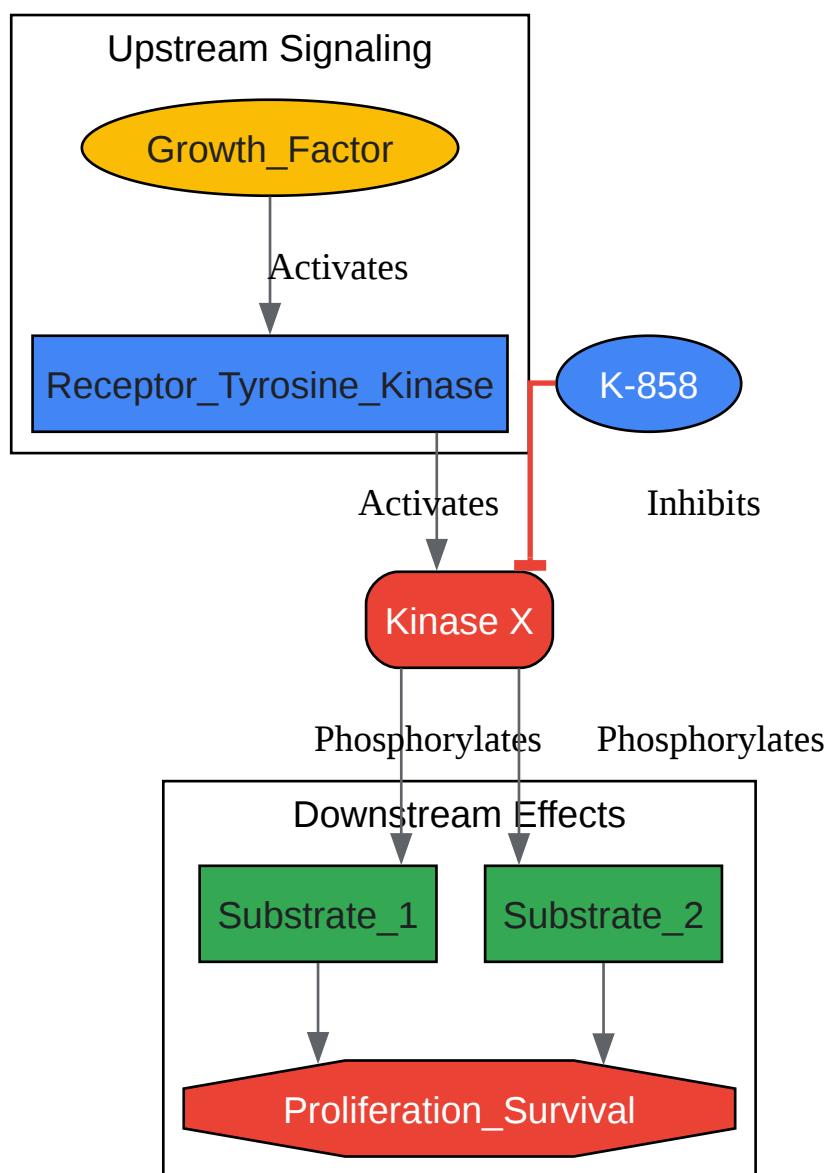 Upstream Signaling
Growth_Factor
Activates
Receptor_Tyrosine_Kinase
K-858
Activates
Inhibits
Kinase X
Phosphorylates
Phosphorylates
Downstream Effects
Substrate_1
Substrate_2
Proliferation_Survival